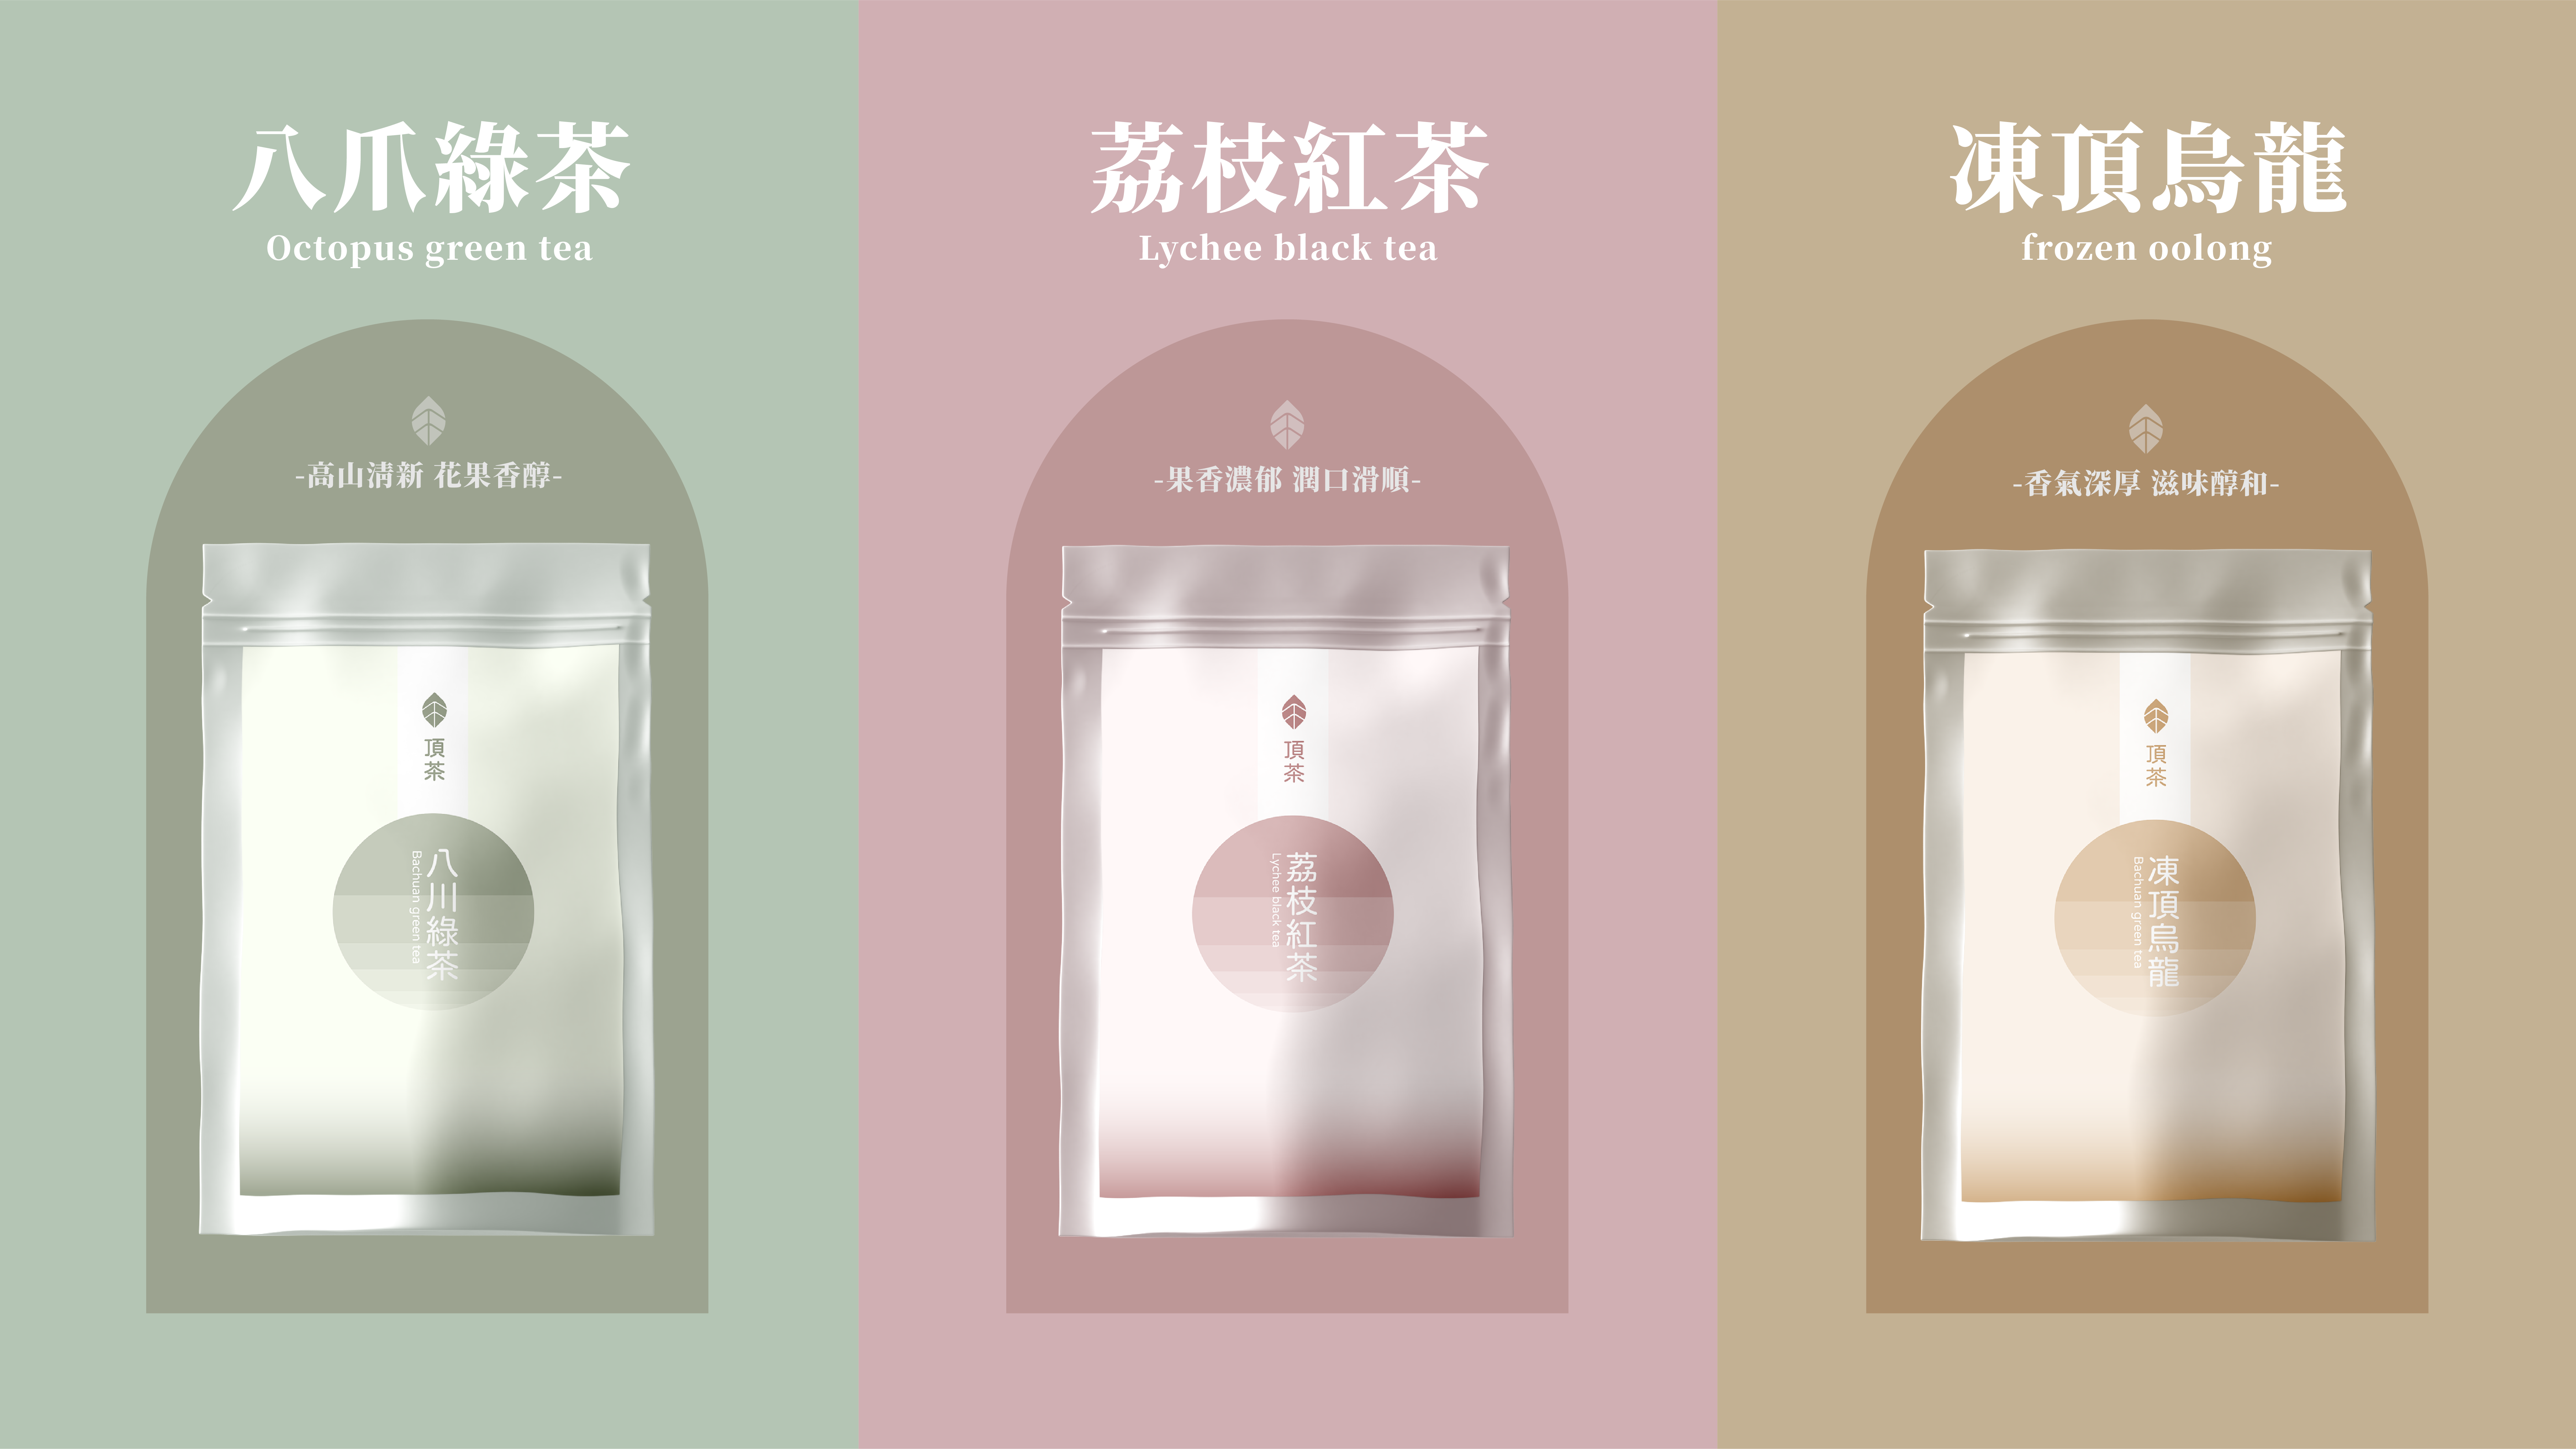 八爪綠茶
Octopus green tea
-高山清新 花果香醇-
頂茶
八川綠茶
Bachuan green tea
荔枝紅茶
Lychee black tea
-果香濃郁 潤口滑順-
頂茶
荔枝紅茶
Lychee black tea
凍頂烏龍
frozen oolong
-香氣深厚 滋味醇和-
頂茶
凍頂烏龍
Bachuan green tea